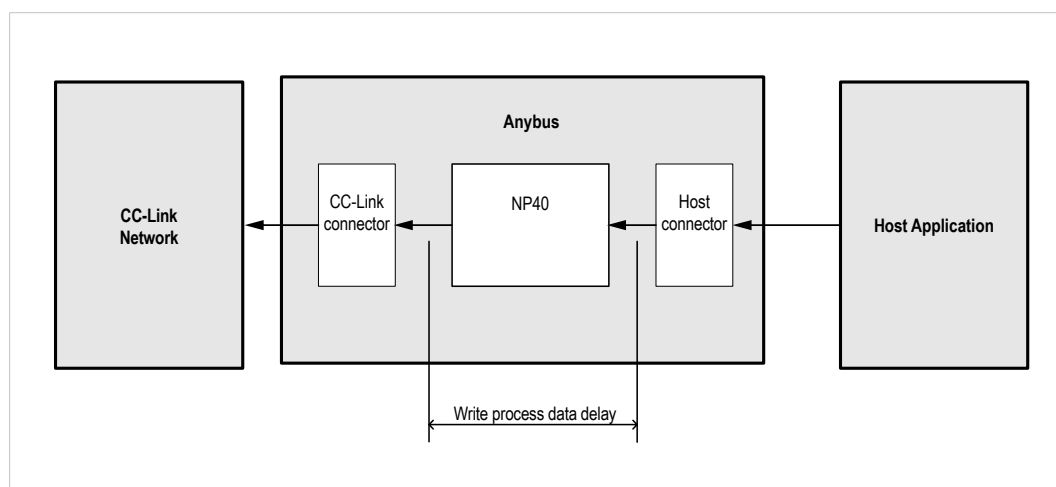 Anybus
CC-Link
Network
CC-Link
connector
NP40
Host
connector
Host Application
Write process data delay